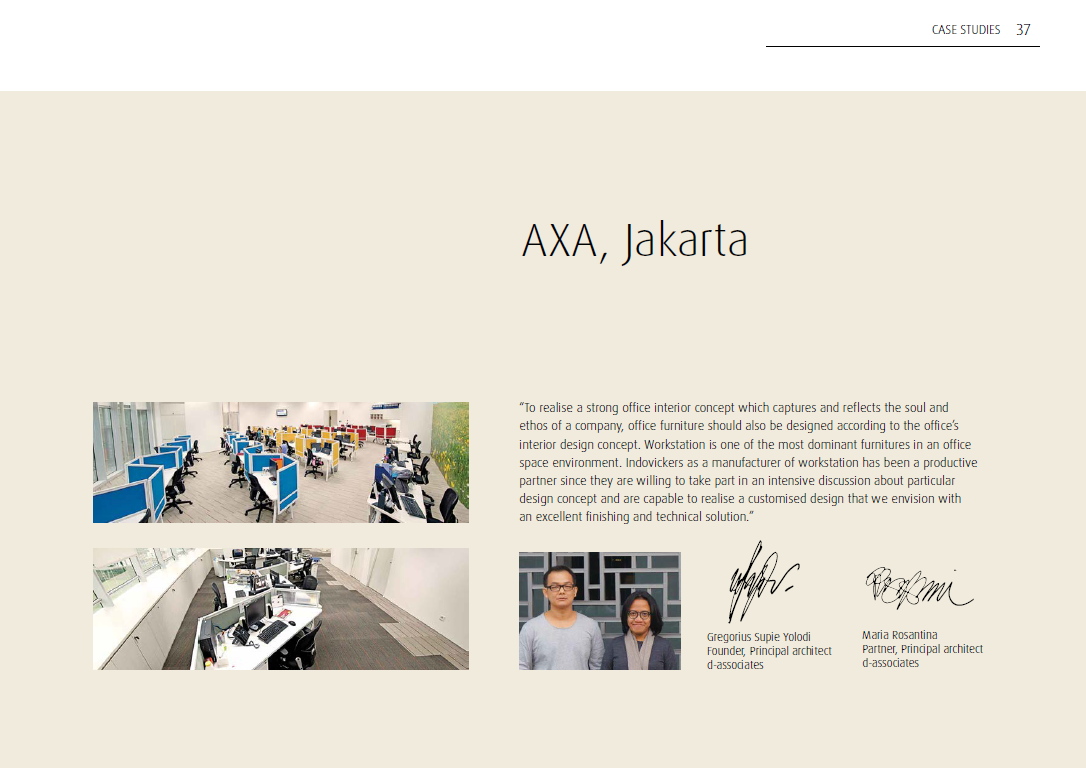 CASE STUDIES 37
AXA, Jakarta
“To realise a strong office interior concept which captures and reflects the soul and
ethos of a company, office furniture should also be designed according to the office’s
interior design concept. Workstation is one of the most dominant furnitures in an office
space environment. Indovickers as a manufacturer of workstation has been a productive
partner since they are willing to take part in an intensive discussion about particular
design concept and are capable to realise a customised design that we envision with
an excellent finishing and technical solution.”
Gregorius Supie Yolodi
Founder, Principal architect
d-associates
Maria Rosantina
Partner, Principal architect
d-associates